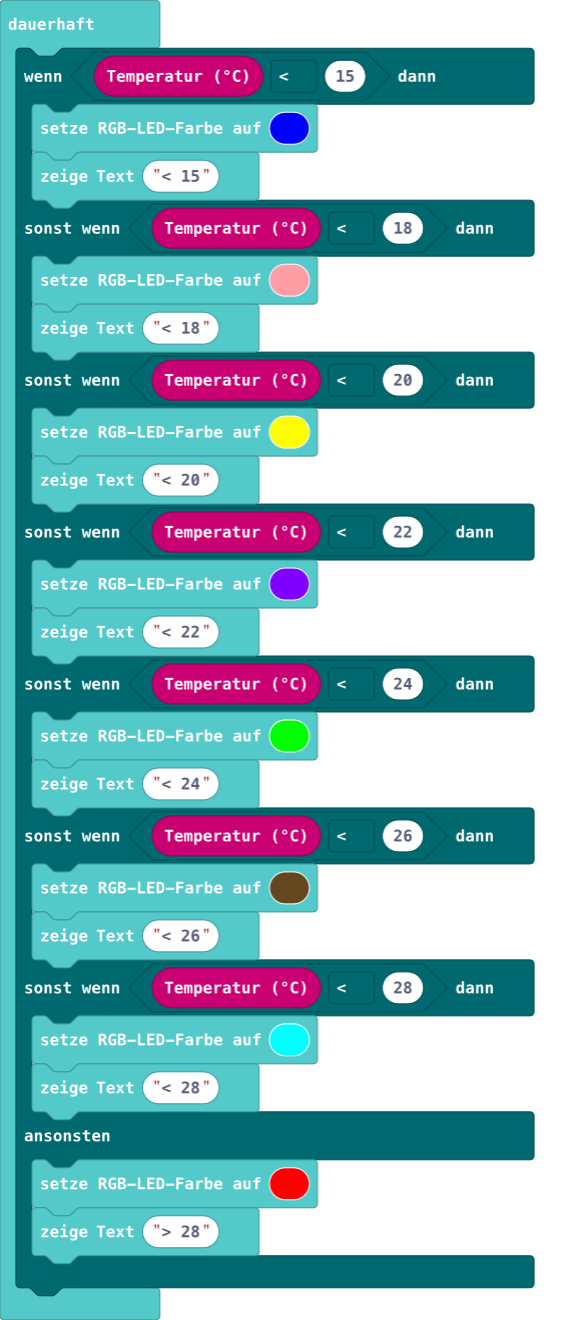 dauerhaft
wenn Temperatur (°C) < 15 dann
setze RGB-LED-Farbe auf
zeige Text "< 15"
sonst wenn Temperatur (°C) < 18 dann
setze RGB-LED-Farbe auf
zeige Text "< 18"
sonst wenn Temperatur (°C) < 20 dann
setze RGB-LED-Farbe auf
zeige Text "< 20"
sonst wenn Temperatur (°C) < 22 dann
setze RGB-LED-Farbe auf
zeige Text "< 22"
sonst wenn Temperatur (°C) < 24 dann
setze RGB-LED-Farbe auf
zeige Text "< 24"
sonst wenn Temperatur (°C) < 26 dann
setze RGB-LED-Farbe auf
zeige Text "< 26"
sonst wenn Temperatur (°C) < 28 dann
setze RGB-LED-Farbe auf
zeige Text "< 28"
ansonsten
setze RGB-LED-Farbe auf
zeige Text "> 28"